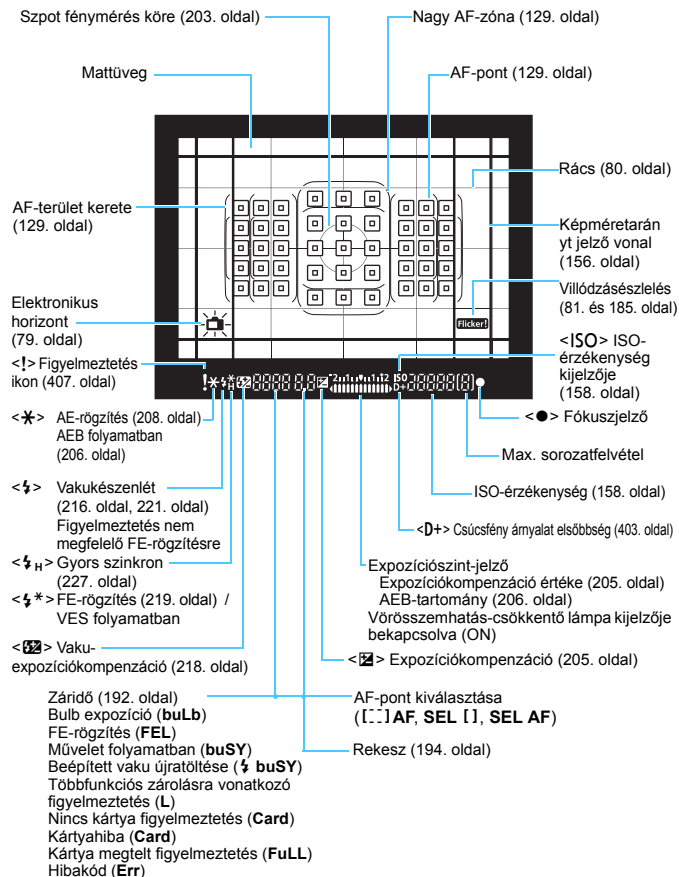 Szpot fénymérés köre (203. oldal)
Nagy AF-zóna (129. oldal)
Mattüveg
AF-pont (129. oldal)
Rács (80. oldal)
AF-terület kerete
(129. oldal)
Képméretarán
yt jelző vonal
(156. oldal)
Villódzásészlelés
(81. és 185. oldal)
Elektronikus
horizont
(79. oldal)
Flicker!
<!> Figyelmeztetés
ikon (407. oldal)
<ISO> ISO-
érzékenység
kijelzője
(158. oldal)
<●> Fókuszjelző
<✱> AE-rögzítés (208. oldal)
AEB folyamatban
(206. oldal)
Max. sorozatfelvétel
<⚡> Vakukészenlét
(216. oldal, 221. oldal)
Figyelmeztetés nem
megfelelő FE-rögzítésre
ISO-érzékenység (158. oldal)
<D+> Csúcsfény árnyalat elsőbbség (403. oldal)
<⚡H> Gyors szinkron
(227. oldal)
<⚡*> FE-rögzítés (219. oldal) /
VES folyamatban
Expozíciószint-jelző
Expozíciókompenzáció értéke (205. oldal)
AEB-tartomány (206. oldal)
Vörösszemhatás-csökkentő lámpa kijelzője
bekapcsolva (ON)
< > Vaku-
expozíciókompenzáció (218. oldal)
< > Expozíciókompenzáció (205. oldal)
Záridő (192. oldal)
Bulb expozíció (buLb)
FE-rögzítés (FEL)
Művelet folyamatban (buSY)
Beépített vaku újratöltése (⚡ buSY)
Többfunkciós zárolásra vonatkozó
figyelmeztetés (L)
Nincs kártya figyelmeztetés (Card)
Kártyahiba (Card)
Kártya megtelt figyelmeztetés (FuLL)
Hibakód (Err)
AF-pont kiválasztása
([ ] AF, SEL [ ], SEL AF)
Rekesz (194. oldal)